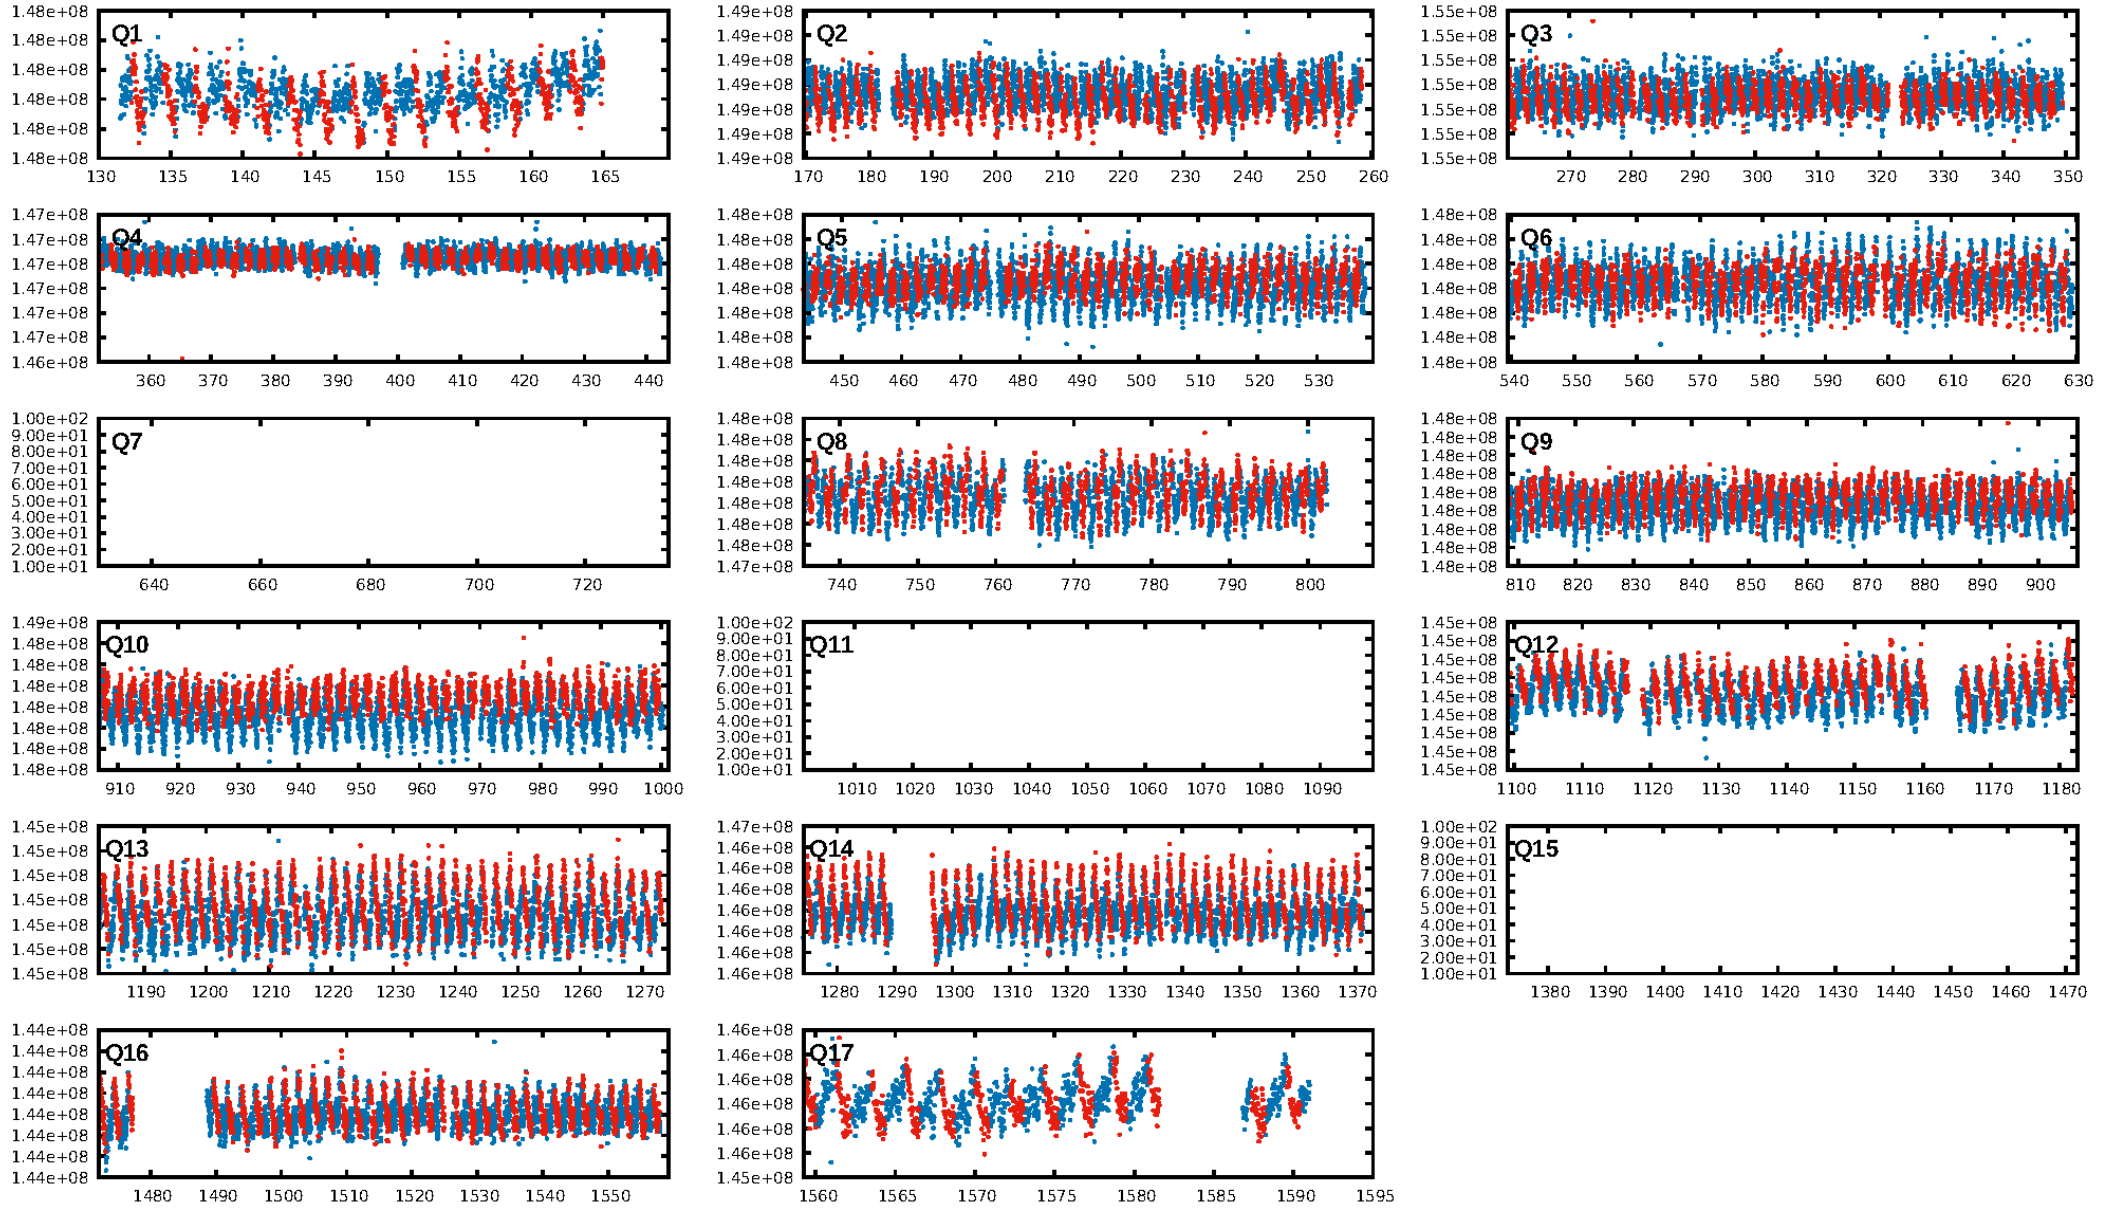 1.48e+08 1.48e+08 1.48e+08 1.48e+08 1.48e+08 1.48e+08
Q1
130 135 140 145 150 155 160 165
1.49e+08 1.49e+08 1.49e+08 1.49e+08 1.49e+08 1.49e+08 1.49e+08
Q2
170 180 190 200 210 220 230 240 250 260
1.55e+08 1.55e+08 1.55e+08 1.55e+08 1.55e+08 1.55e+08 1.55e+08
Q3
270 280 290 300 310 320 330 340 350
1.47e+08 1.47e+08 1.47e+08 1.47e+08 1.47e+08 1.47e+08 1.46e+08
Q4
360 370 380 390 400 410 420 430 440
1.48e+08 1.48e+08 1.48e+08 1.48e+08 1.48e+08 1.48e+08 1.48e+08
Q5
450 460 470 480 490 500 510 520 530
1.48e+08 1.48e+08 1.48e+08 1.48e+08 1.48e+08 1.48e+08 1.48e+08
Q6
540 550 560 570 580 590 600 610 620 630
1.00e+02 9.00e+01 8.00e+01 7.00e+01 6.00e+01 5.00e+01 4.00e+01 3.00e+01 2.00e+01 1.00e+01
Q7
640 660 680 700 720
1.48e+08 1.48e+08 1.48e+08 1.48e+08 1.48e+08 1.48e+08 1.48e+08 1.47e+08
Q8
740 750 760 770 780 790 800
1.48e+08 1.48e+08 1.48e+08 1.48e+08 1.48e+08 1.48e+08 1.48e+08 1.48e+08 1.48e+08
Q9
810 820 830 840 850 860 870 880 890 900
1.49e+08 1.48e+08 1.48e+08 1.48e+08 1.48e+08 1.48e+08 1.48e+08 1.48e+08
Q10
910 920 930 940 950 960 970 980 990 1000
1.00e+02 9.00e+01 8.00e+01 7.00e+01 6.00e+01 5.00e+01 4.00e+01 3.00e+01 2.00e+01 1.00e+01
Q11
1010 1020 1030 1040 1050 1060 1070 1080 1090
1.45e+08 1.45e+08 1.45e+08 1.45e+08 1.45e+08 1.45e+08 1.45e+08 1.45e+08 1.45e+08
Q12
1100 1110 1120 1130 1140 1150 1160 1170 1180
1.45e+08 1.45e+08 1.45e+08 1.45e+08 1.45e+08 1.45e+08 1.45e+08
Q13
1190 1200 1210 1220 1230 1240 1250 1260 1270
1.47e+08 1.46e+08 1.46e+08 1.46e+08 1.46e+08 1.46e+08 1.46e+08 1.46e+08
Q14
1280 1290 1300 1310 1320 1330 1340 1350 1360 1370
1.00e+02 9.00e+01 8.00e+01 7.00e+01 6.00e+01 5.00e+01 4.00e+01 3.00e+01 2.00e+01 1.00e+01
Q15
1380 1390 1400 1410 1420 1430 1440 1450 1460 1470
1.44e+08 1.44e+08 1.44e+08 1.44e+08 1.44e+08 1.44e+08 1.44e+08 1.44e+08
Q16
1480 1490 1500 1510 1520 1530 1540 1550
1.46e+08 1.46e+08 1.46e+08 1.46e+08 1.46e+08 1.46e+08 1.45e+08
Q17
1560 1565 1570 1575 1580 1585 1590 1595